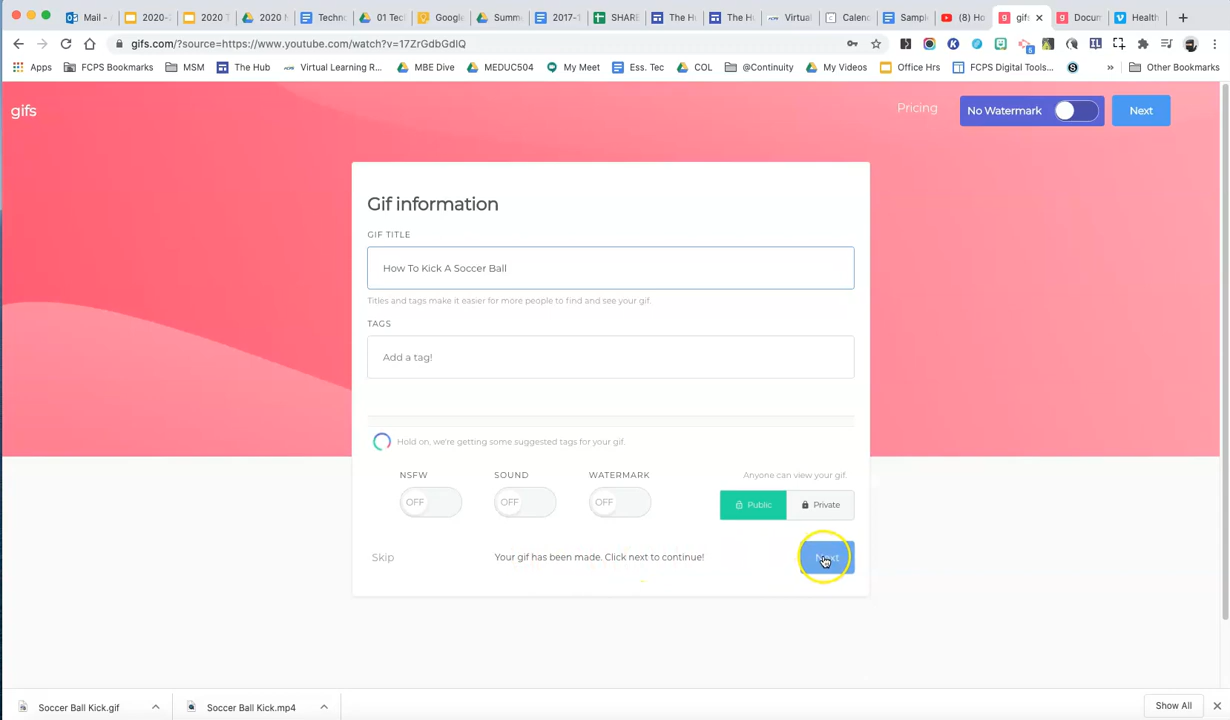 Mail - 2020-2 2020 T 2020 M Techno 01 Tec Google Summ 2017-1 SHARE The H The H Virtual Calend Sampl (8) Ho gifs Docum Health
gifs.com/?source=https://www.youtube.com/watch?v=17ZrGdbGdlQ
Apps FCPS Bookmarks MSM The Hub Virtual Learning R... MBE Dive MEDUC504 My Meet Ess. Tec COL @Continuity My Videos Office Hrs FCPS Digital Tools... S » Other Bookmarks
gifs Pricing No Watermark Next
Gif information
GIF TITLE
How To Kick A Soccer Ball
Titles and tags make it easier for more people to find and see your gif.
TAGS
Add a tag!
Hold on, we're getting some suggested tags for your gif.
NSFW SOUND WATERMARK Anyone can view your gif.
OFF OFF OFF Public Private
Skip Your gif has been made. Click next to continue! Next
Soccer Ball Kick.gif Soccer Ball Kick.mp4 Show All